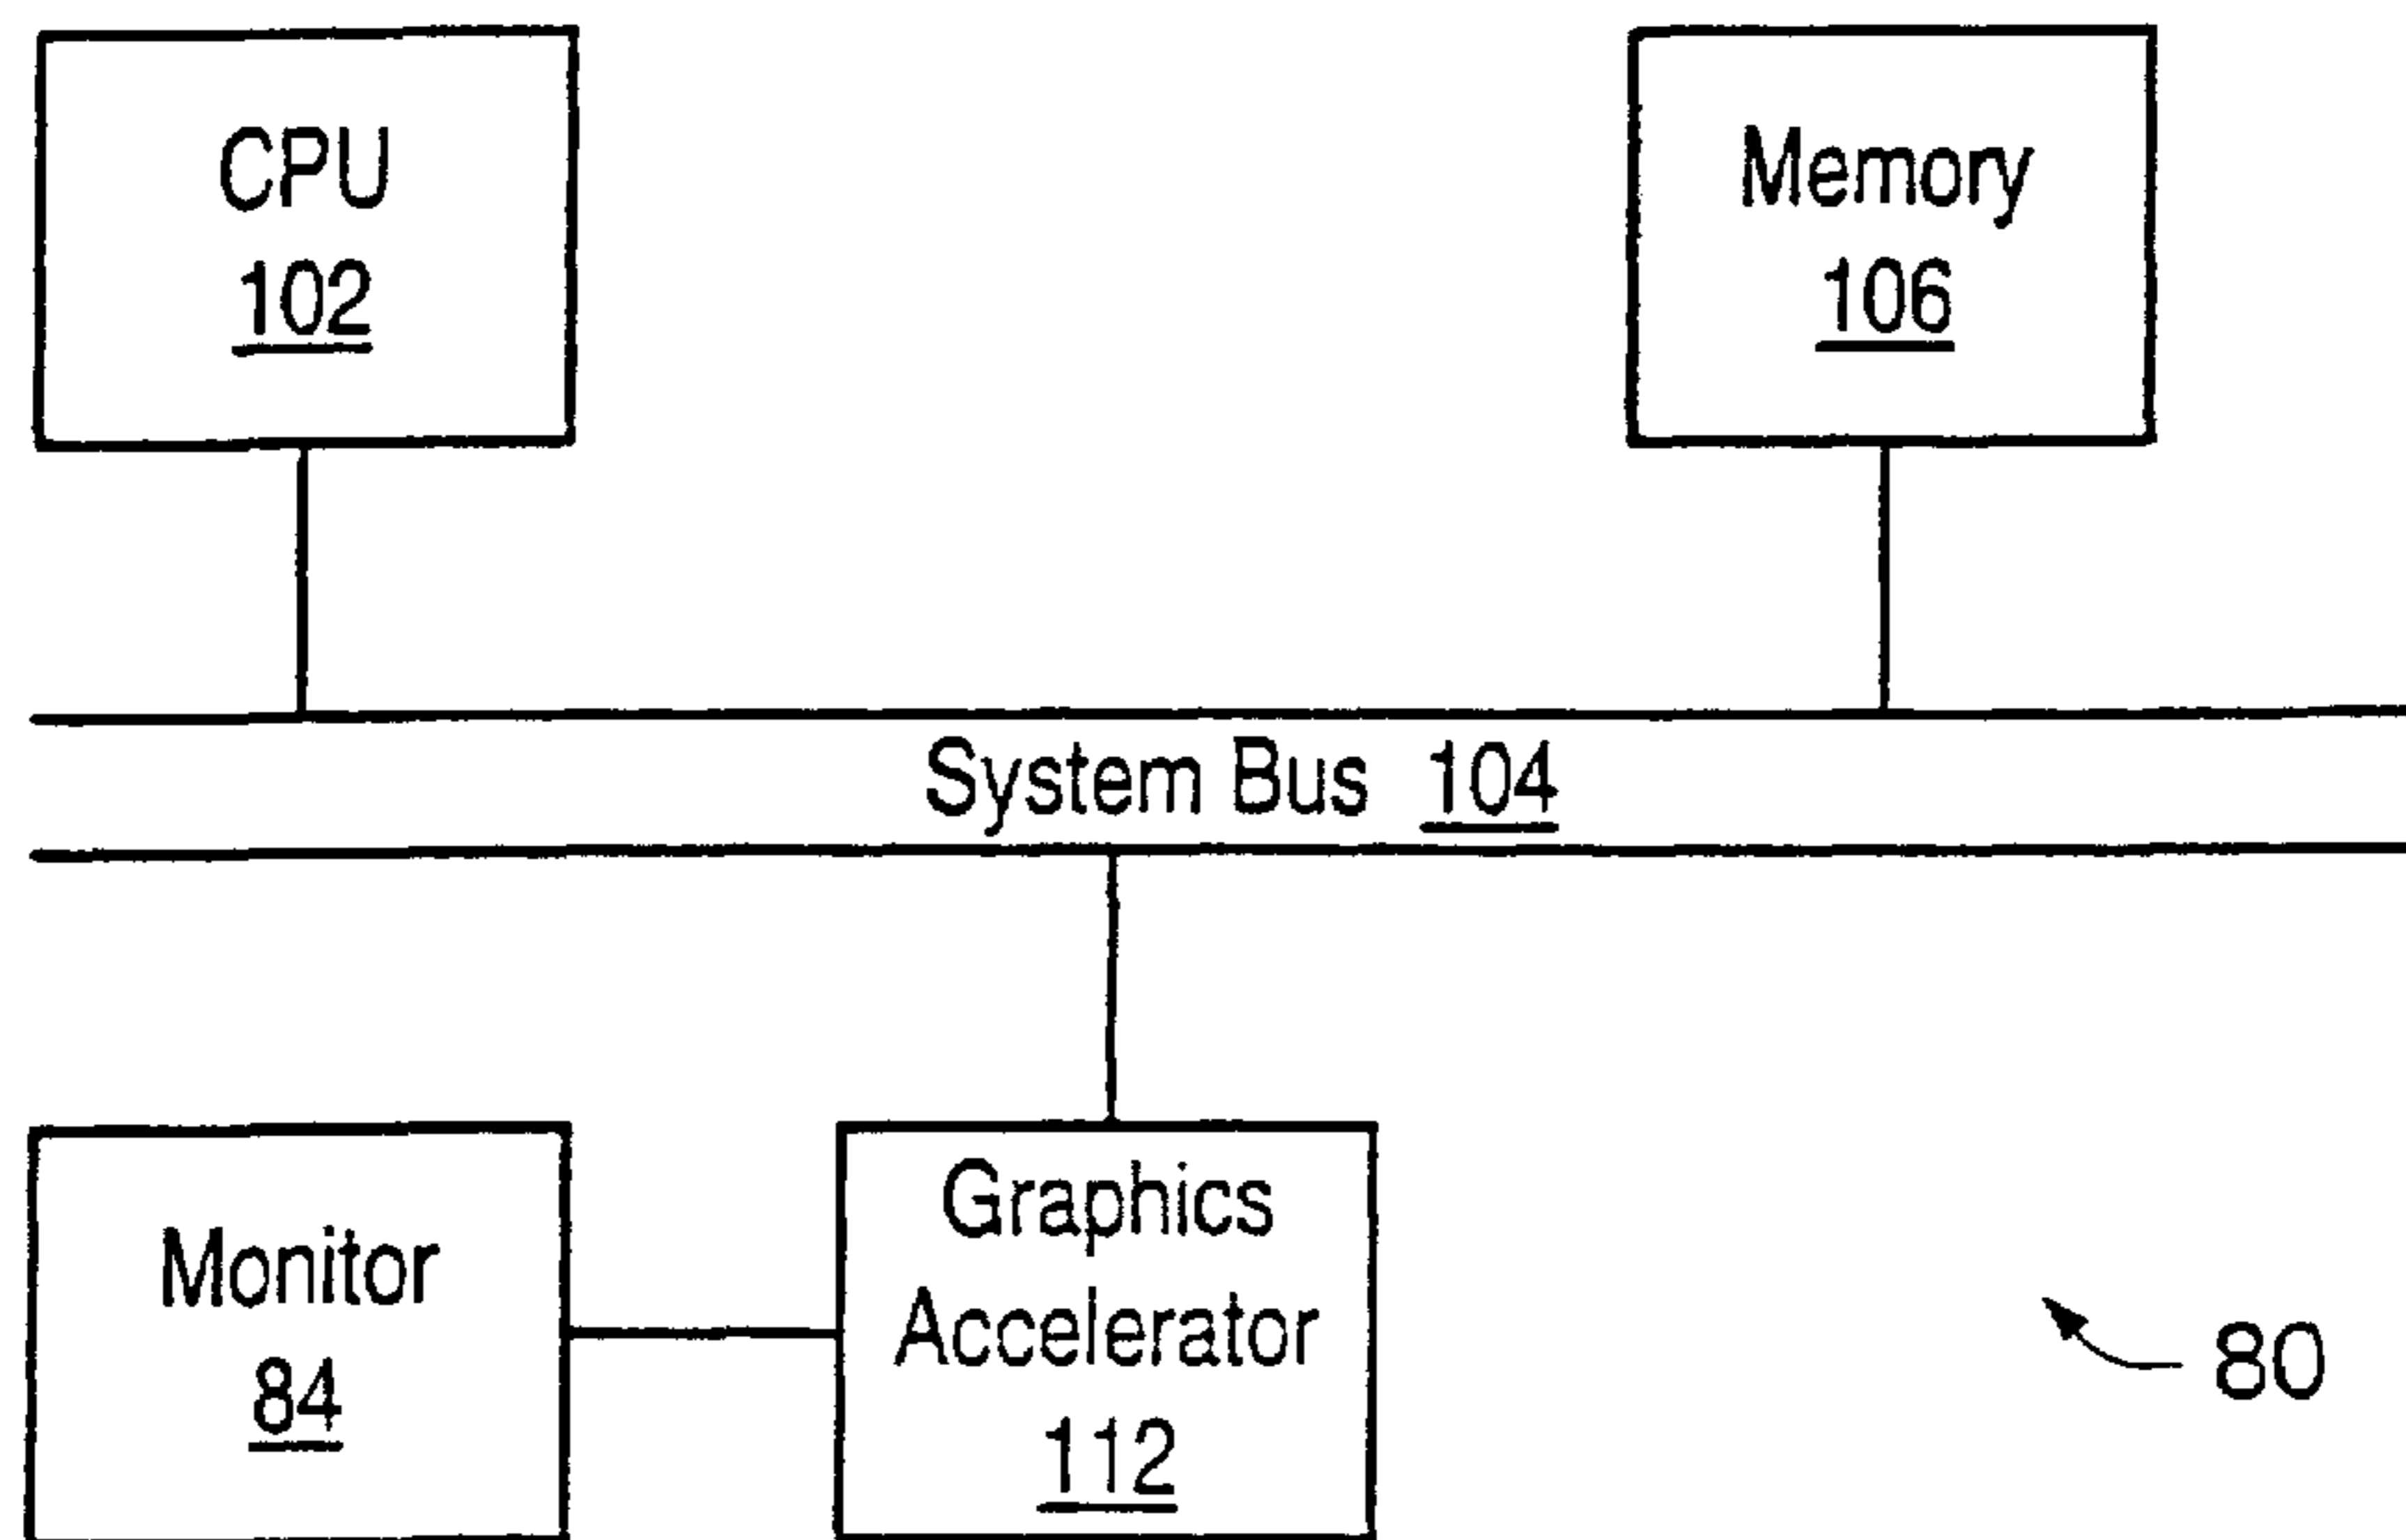 CPU
102
Memory
106
System Bus 104
Monitor
84
Graphics
Accelerator
112
80